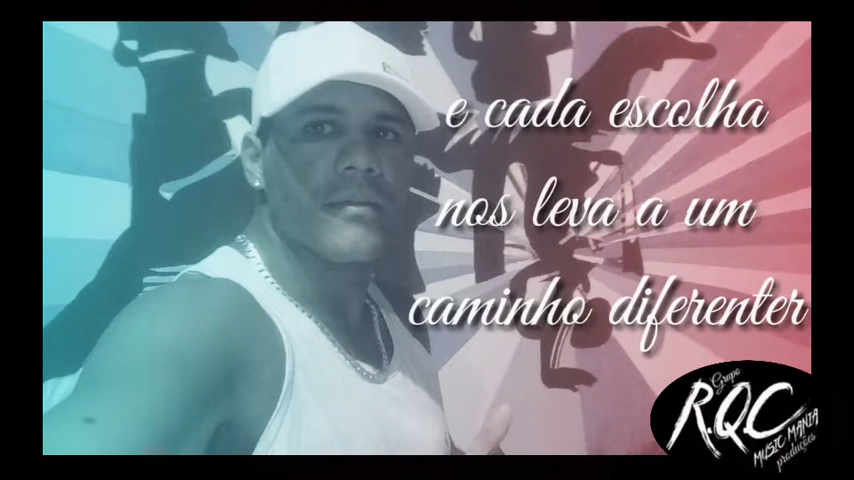 e cada escolha
nos leva a um
caminho diferenter
Grupo
R.Q.C
MUSIC MANIA
produções